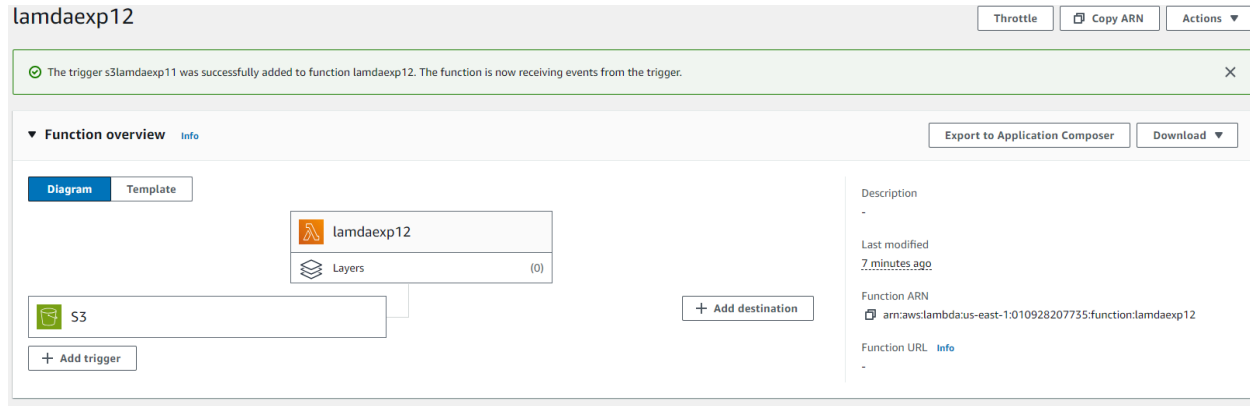 lamdaexp12
Throttle
Copy ARN
Actions
The trigger s3lamdaexp11 was successfully added to function lamdaexp12. The function is now receiving events from the trigger.
Function overview Info
Export to Application Composer
Download
Diagram
Template
lamdaexp12
Layers (0)
S3
+ Add trigger
+ Add destination
Description
-
Last modified
7 minutes ago
Function ARN
arn:aws:lambda:us-east-1:010928207735:function:lamdaexp12
Function URL Info
-